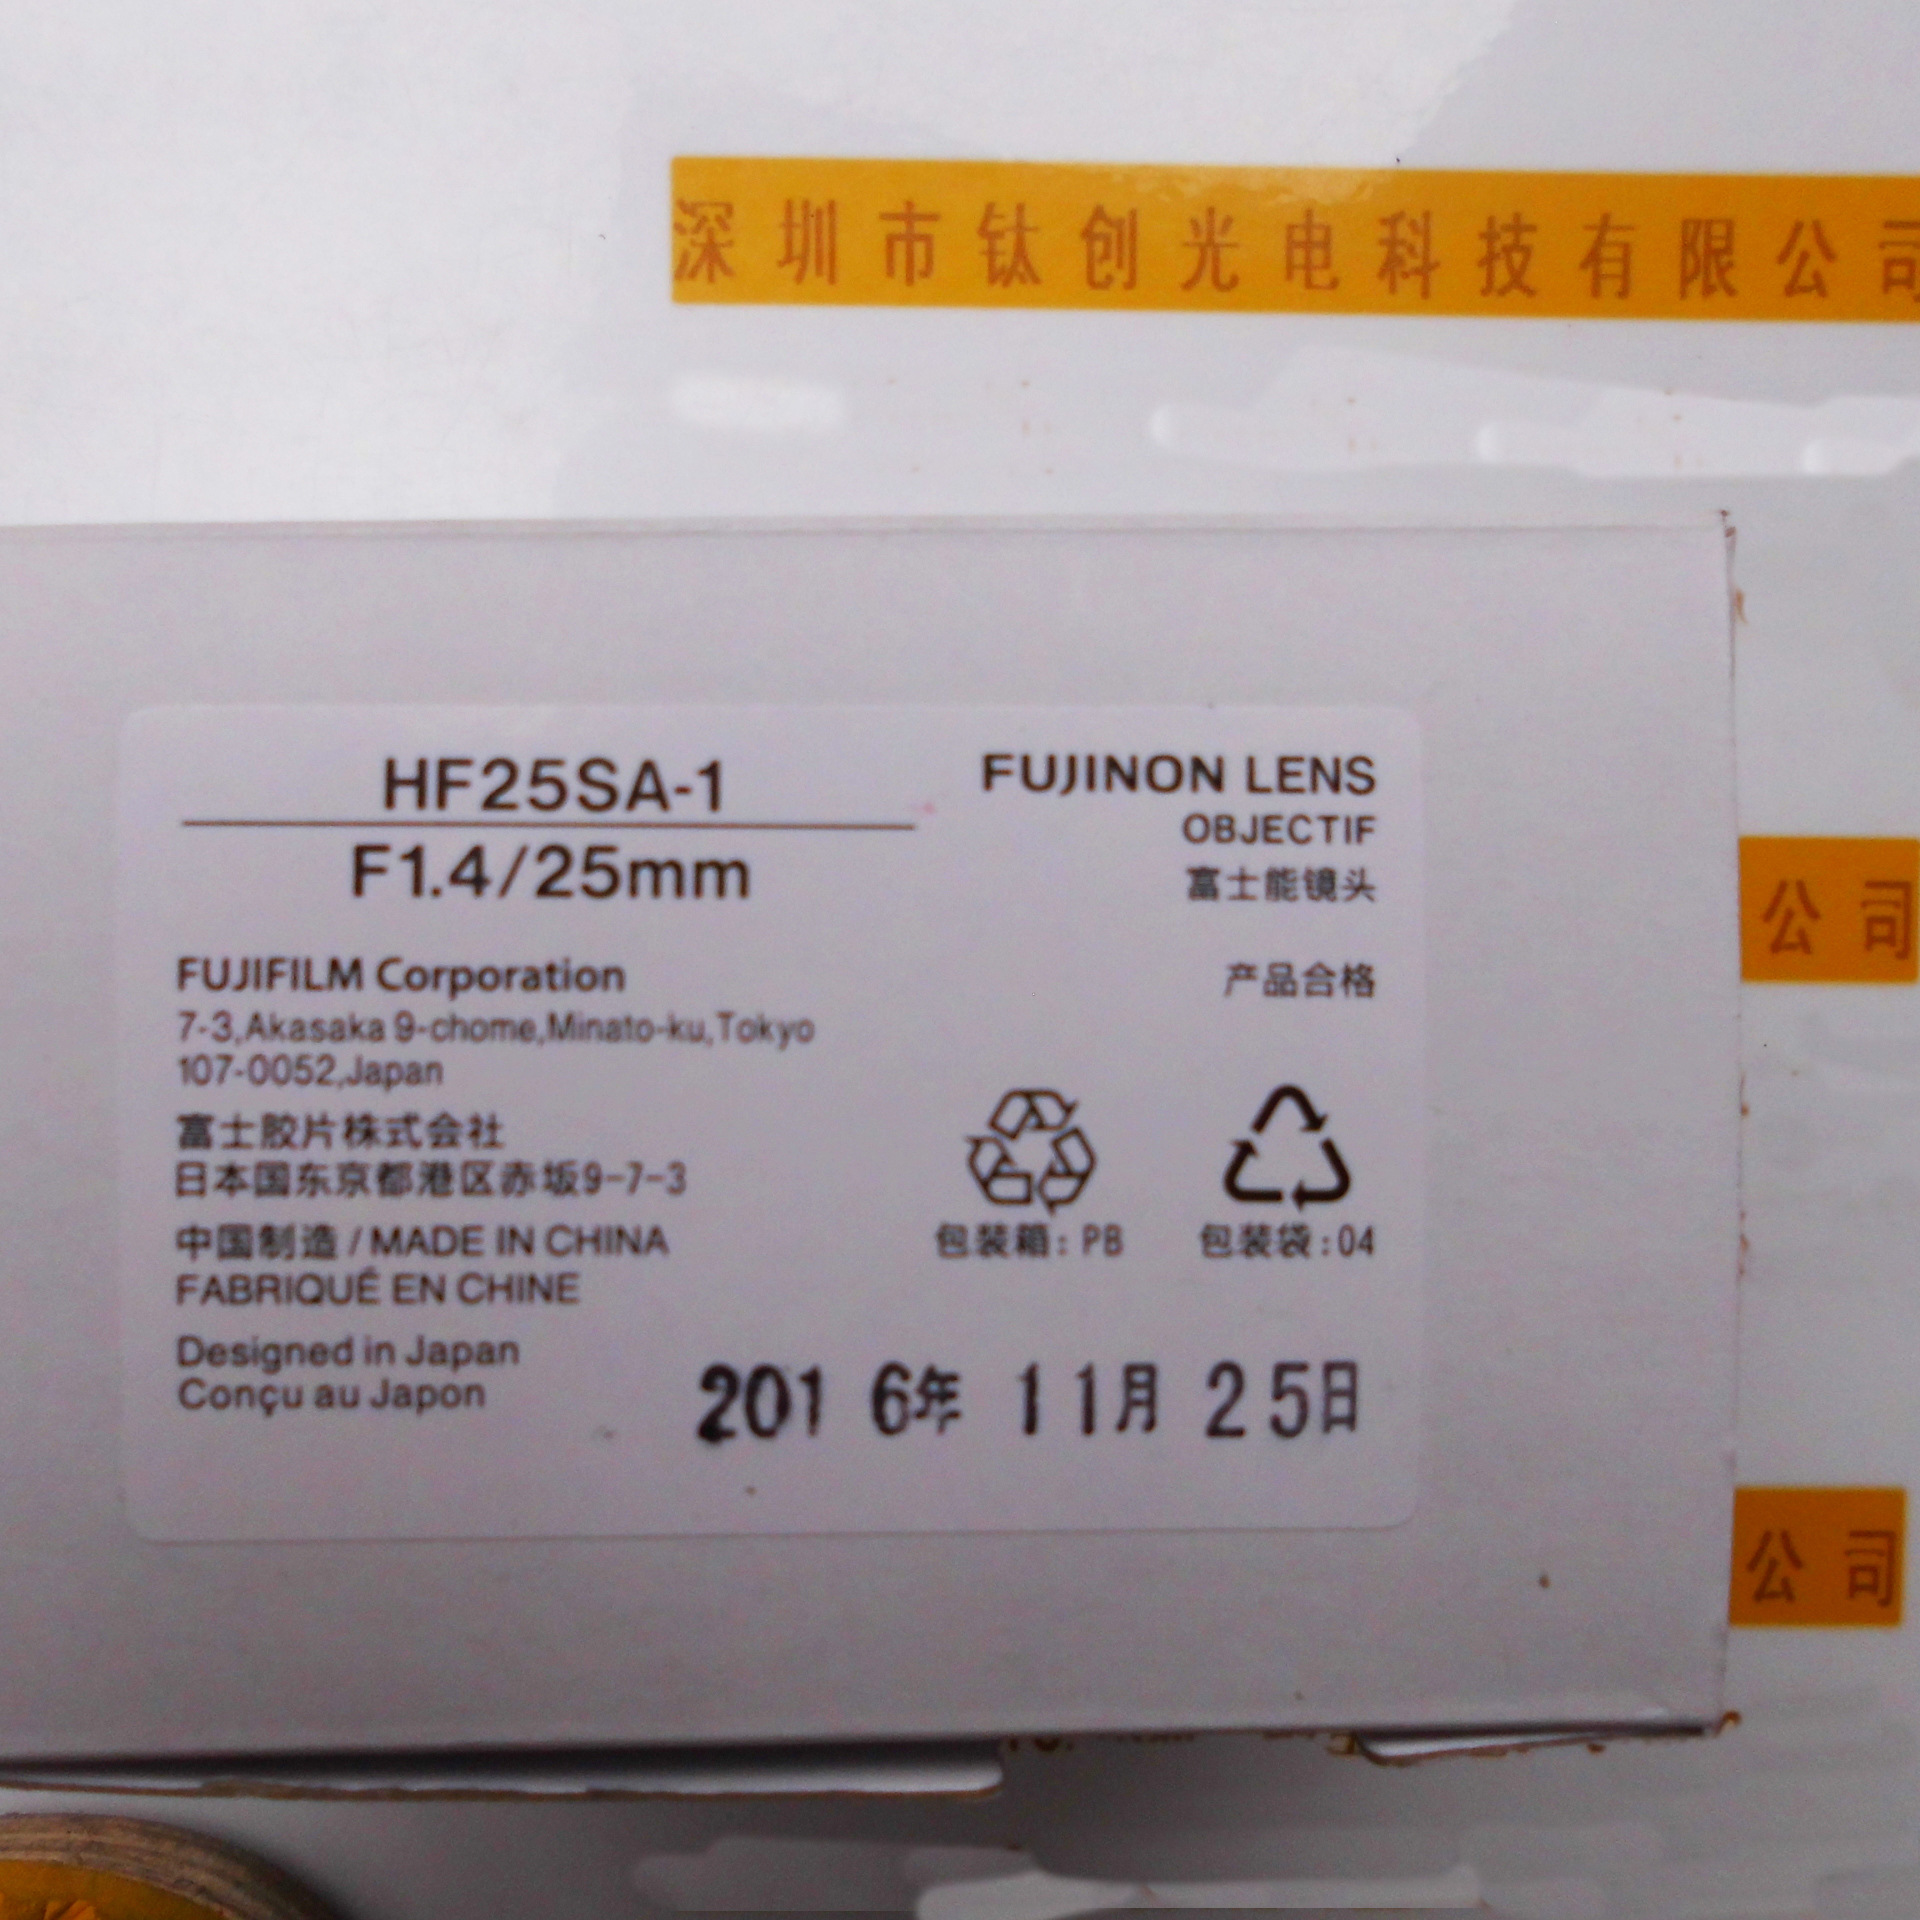 深圳市钛创光电科技有限公司
HF25SA-1
F1.4/25mm
FUJINON LENS
OBJECTIF
富士能镜头
产品合格
FUJIFILM Corporation
7-3,Akasaka 9-chome,Minato-ku,Tokyo
107-0052,Japan
富士胶片株式会社
日本国东京都港区赤坂9-7-3
中国制造 / MADE IN CHINA
FABRIQUÉ EN CHINE
Designed in Japan
Conçu au Japon
包装箱: PB
包装袋:04
2016年 11月 25日
公司
公司